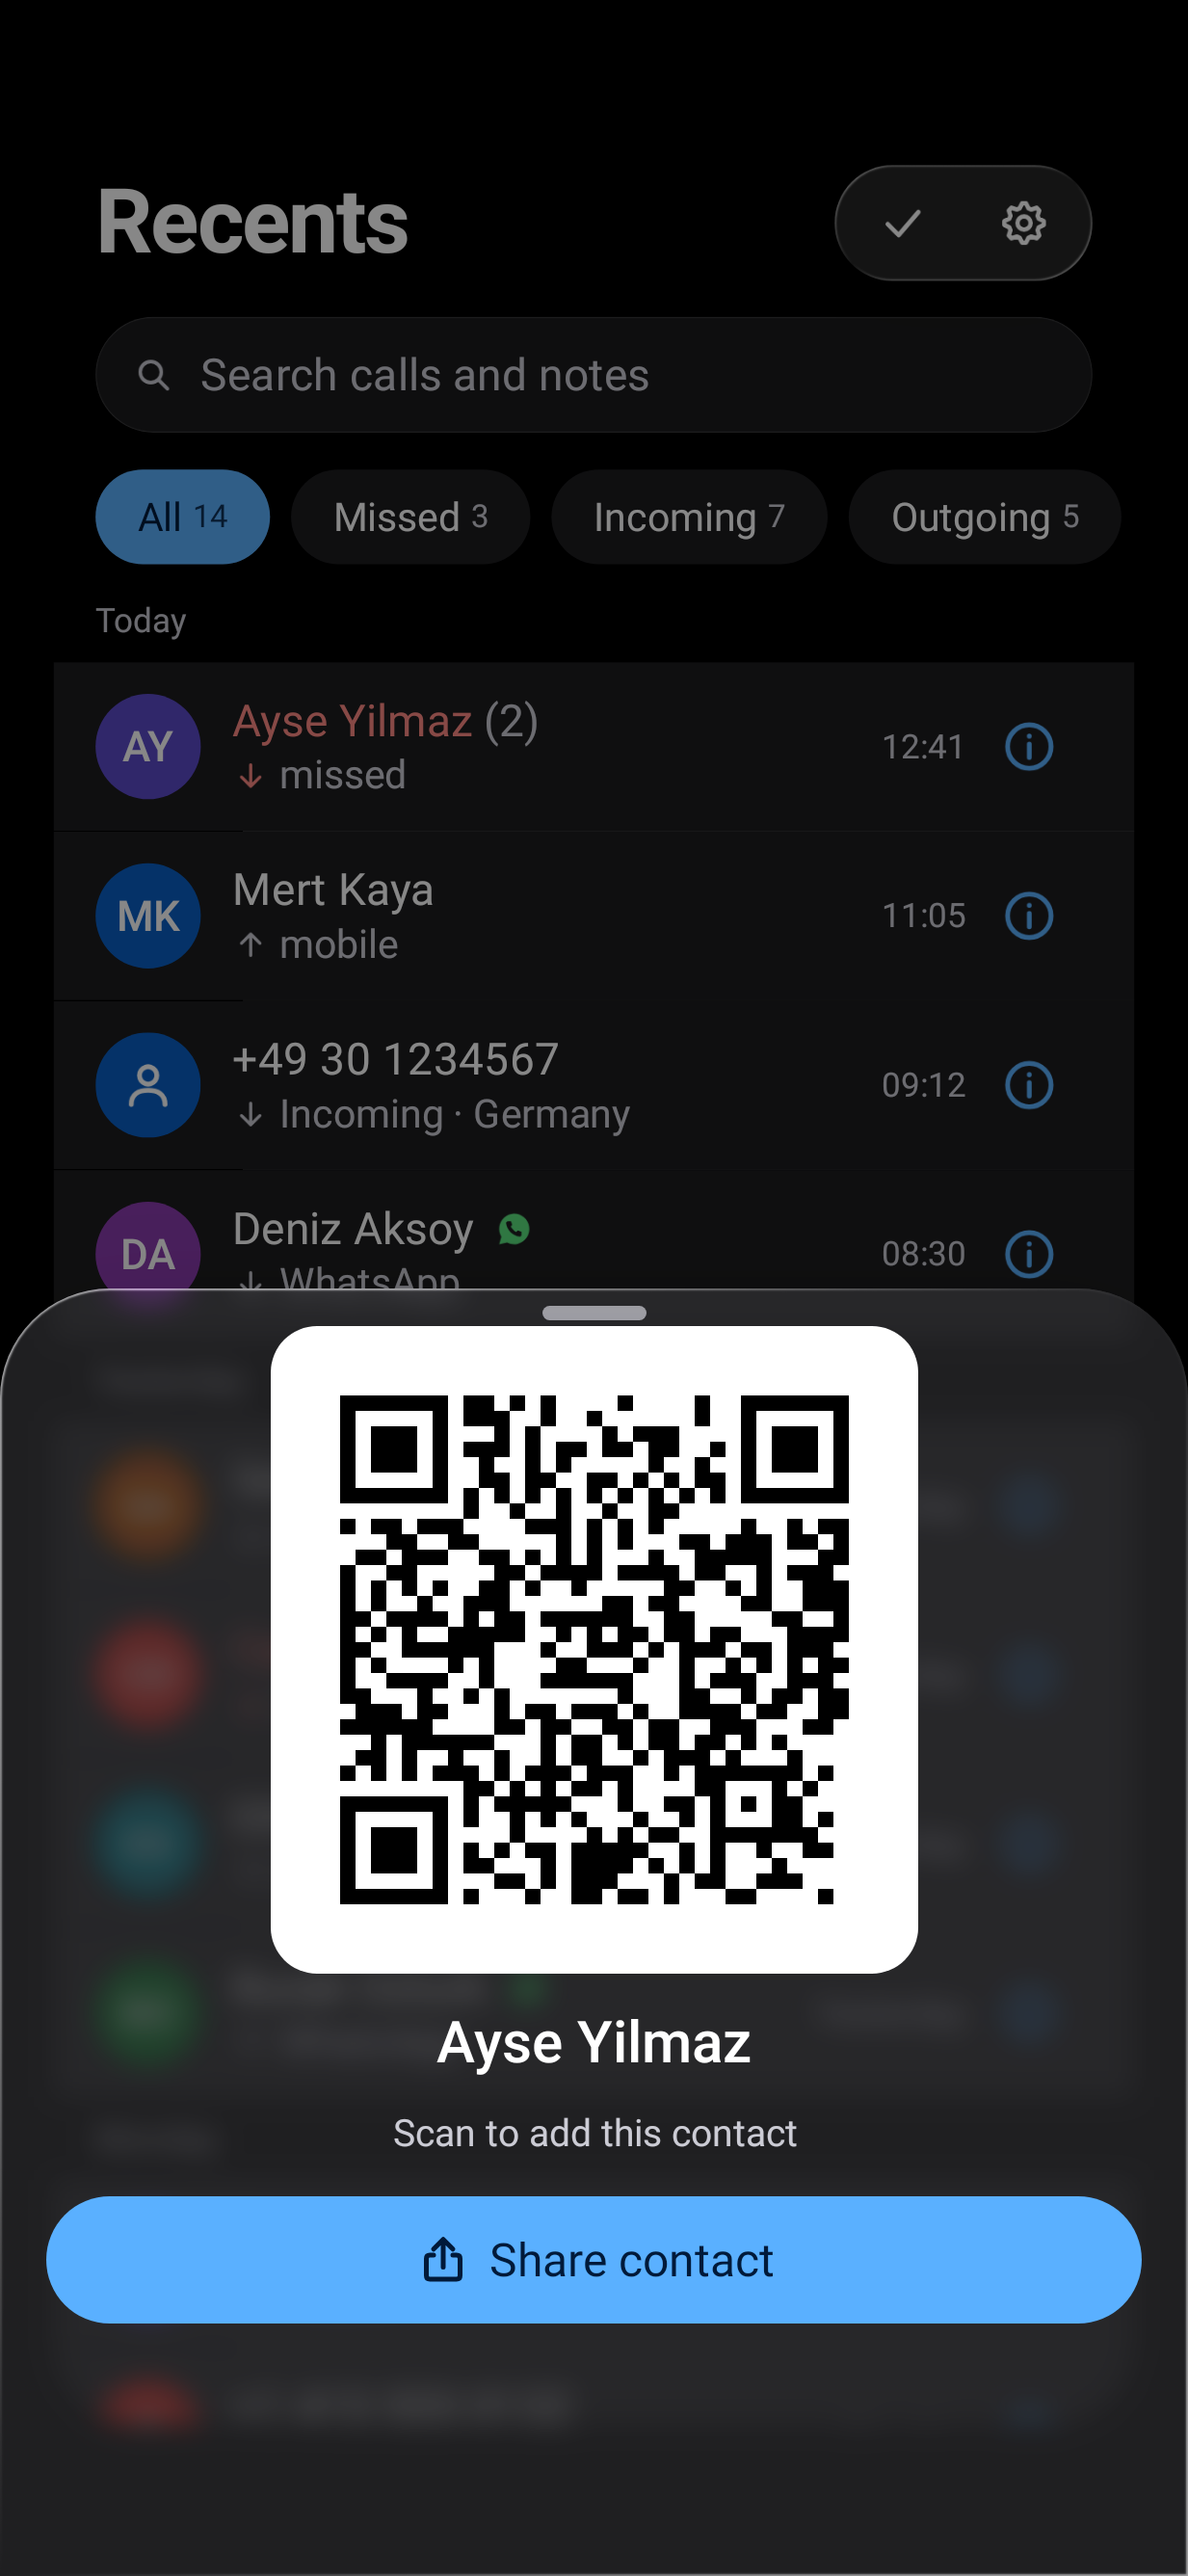 Recents
Search calls and notes
All 14 Missed 3 Incoming 7 Outgoing 5
Today
AY Ayse Yilmaz (2) 12:41
missed
MK Mert Kaya 11:05
mobile
+49 30 1234567 09:12
Incoming · Germany
DA Deniz Aksoy 08:30
WhatsApp
Ayse Yilmaz
Scan to add this contact
Share contact